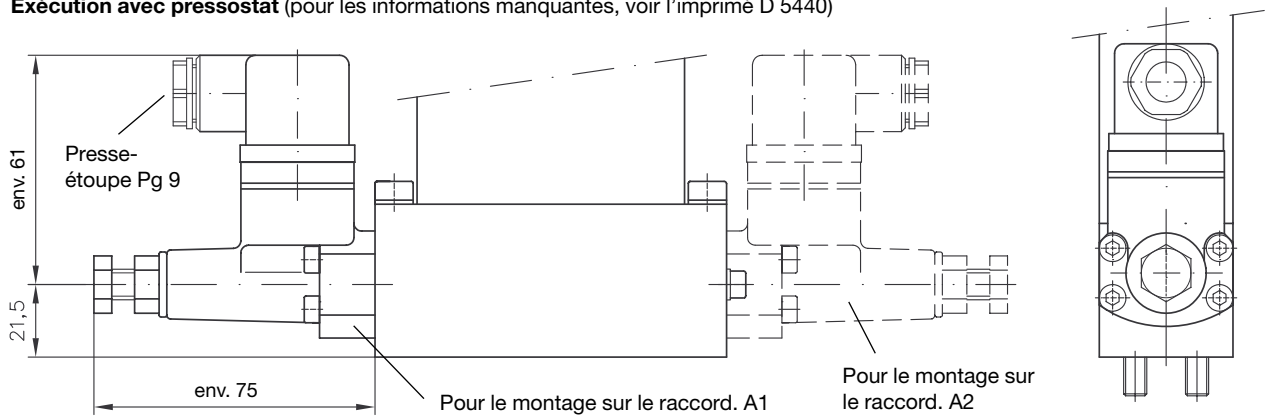 Exécution avec pressostat (pour les informations manquantes, voir l'imprimé D 5440)
env. 61
Presse-
étoupe Pg 9
21,5
env. 75
Pour le montage sur le raccord. A1
Pour le montage sur
le raccord. A2